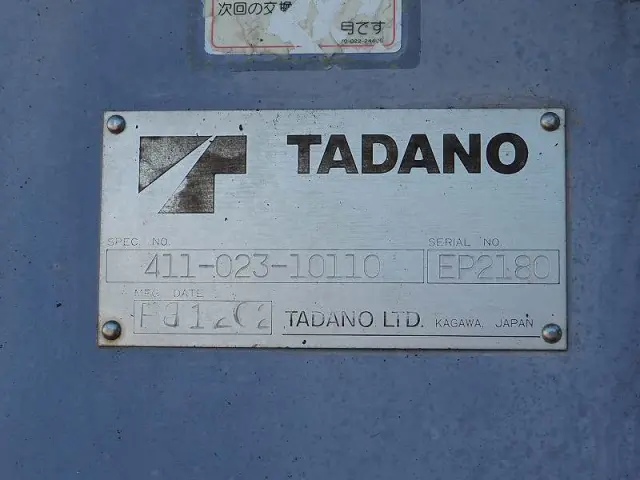 次回の交
月です
TADANO
SPEC. NO.
SERIAL NO.
411-023-10110
EP2180
MFG. DATE
TADANO LTD. KAGAWA, JAPAN